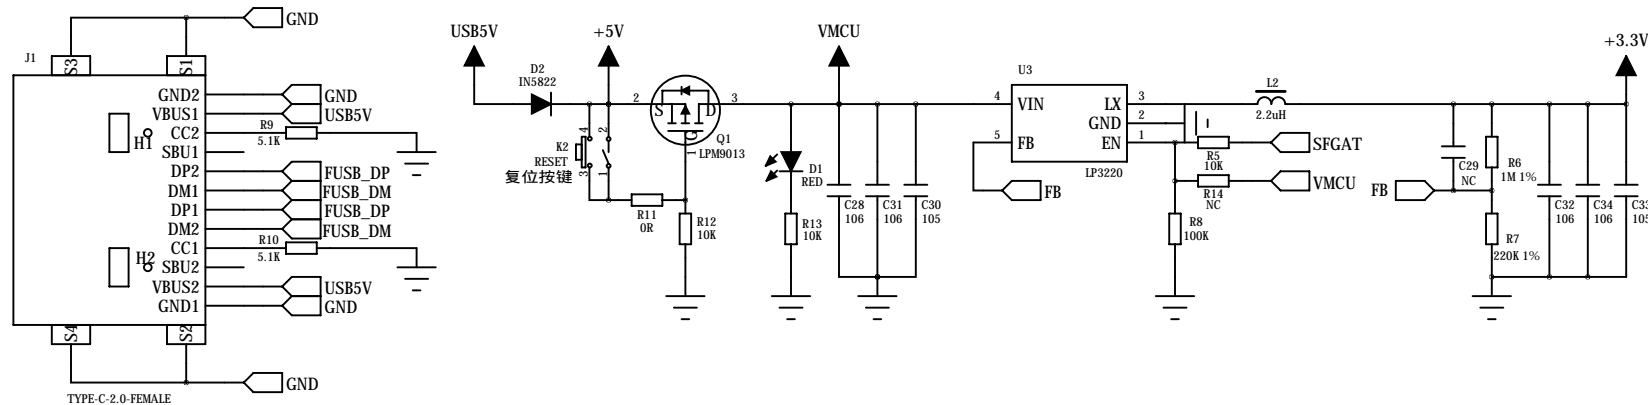 GND
J1
S3
S1
GND2
GND
VBUS1
USB5V
CC2
R9
5.1K
H1
SBU1
DP2
FUSB_DP
DM1
FUSB_DM
DP1
FUSB_DP
DM2
FUSB_DM
CC1
R10
5.1K
H2
SBU2
VBUS2
USB5V
GND1
GND
S4
S2
GND
TYPE-C-2.0-FEMALE
USB5V
D2
IN5822
+5V
4
2
K2
RESET
复位按键
3
1
2
S
D
G
3
1
Q1
LPM9013
R11
0R
R12
10K
VMCU
D1
RED
R13
10K
C28
106
C31
106
C30
105
U3
4
VIN
LX
3
GND
2
5
FB
EN
1
LP3220
FB
R5
10K
SFGAT
R14
NC
VMCU
R8
100K
L2
2.2uH
+3.3V
C29
NC
R6
1M 1%
FB
R7
220K 1%
C32
106
C34
106
C33
105